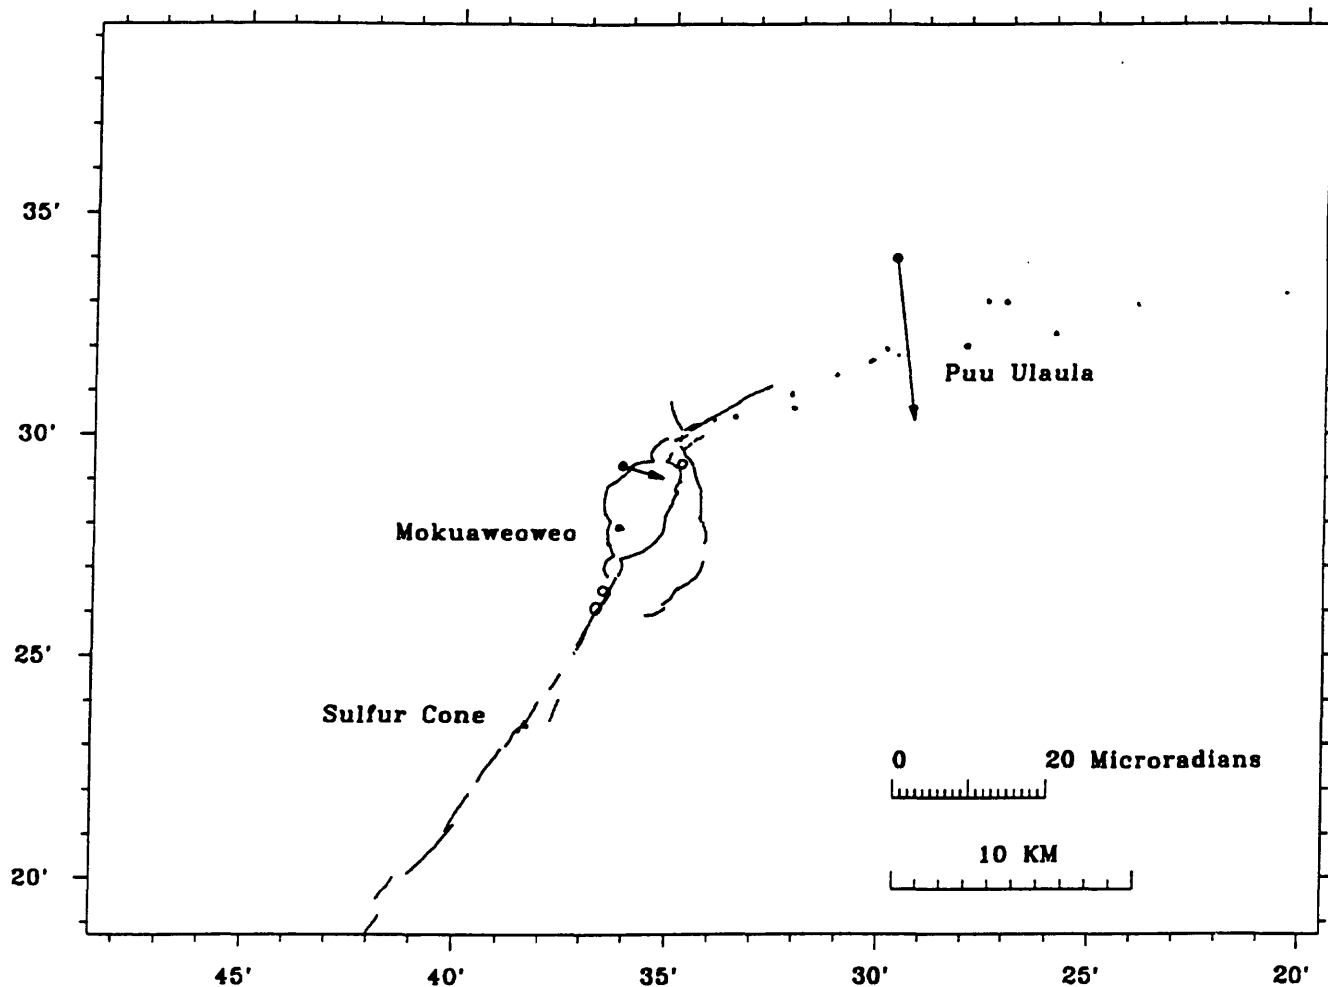 35'
Puu Ulaula
30'
Mokuaweoweo
25'
Sulfur Cone
0 20 Microradians
10 KM
20'
45' 40' 35' 30' 25' 20'